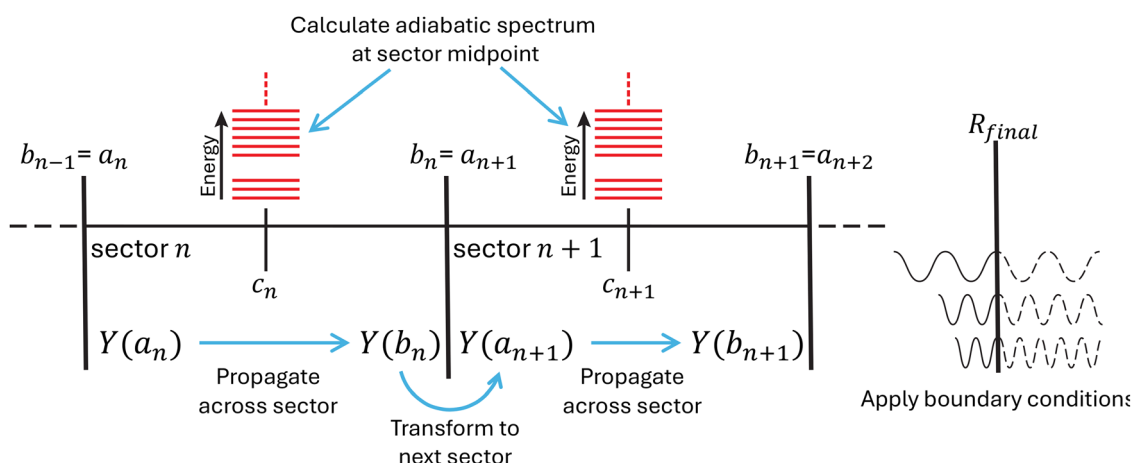 Calculate adiabatic spectrum
at sector midpoint
Energy
Energy
R_{final}
b_{n−1}= a_n
b_n= a_{n+1}
b_{n+1}=a_{n+2}
sector n
sector n + 1
c_n
c_{n+1}
Y(a_n)
Y(b_n)
Y(a_{n+1})
Y(b_{n+1})
Propagate
across sector
Propagate
across sector
Apply boundary conditions
Transform to
next sector